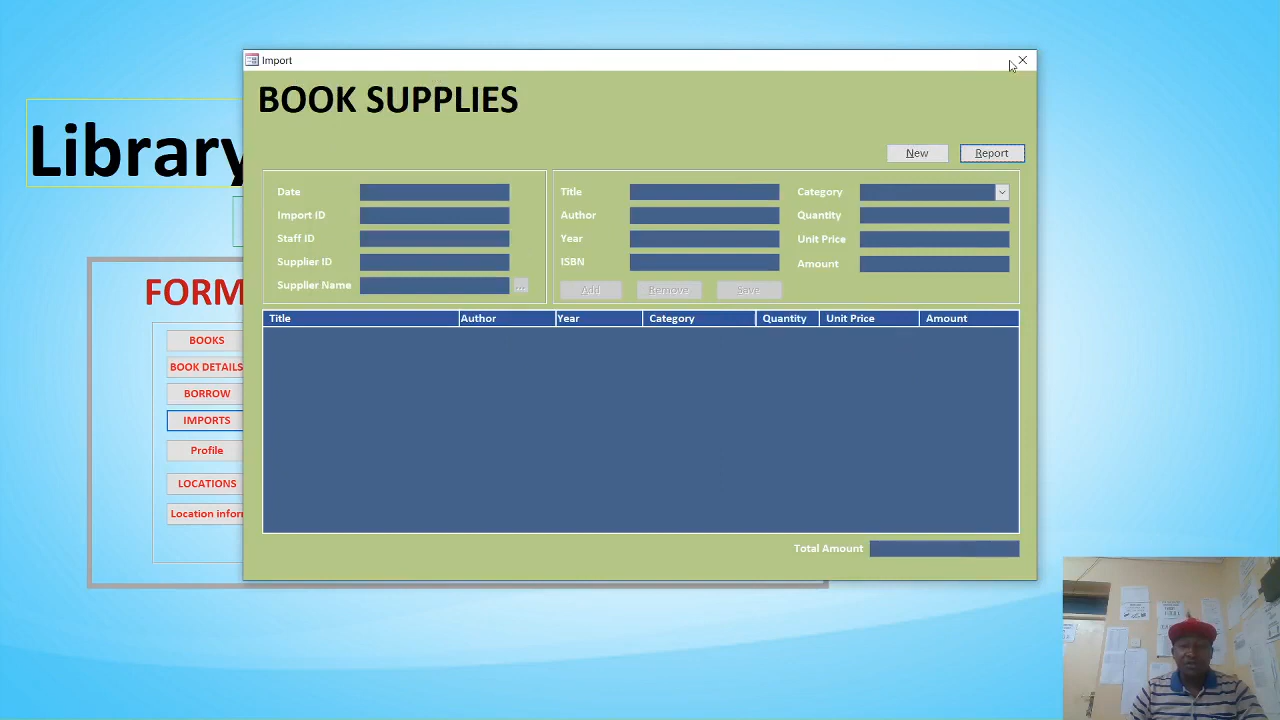 Import
BOOK SUPPLIES
Library
New
Report
Date
Import ID
Staff ID
Supplier ID
Supplier Name
...
Title
Author
Year
ISBN
Category
Quantity
Unit Price
Amount
Add
Remove
Save
Title Author Year Category Quantity Unit Price Amount
Total Amount
FORM
BOOKS
BOOK DETAILS
BORROW
IMPORTS
Profile
LOCATIONS
Location infor